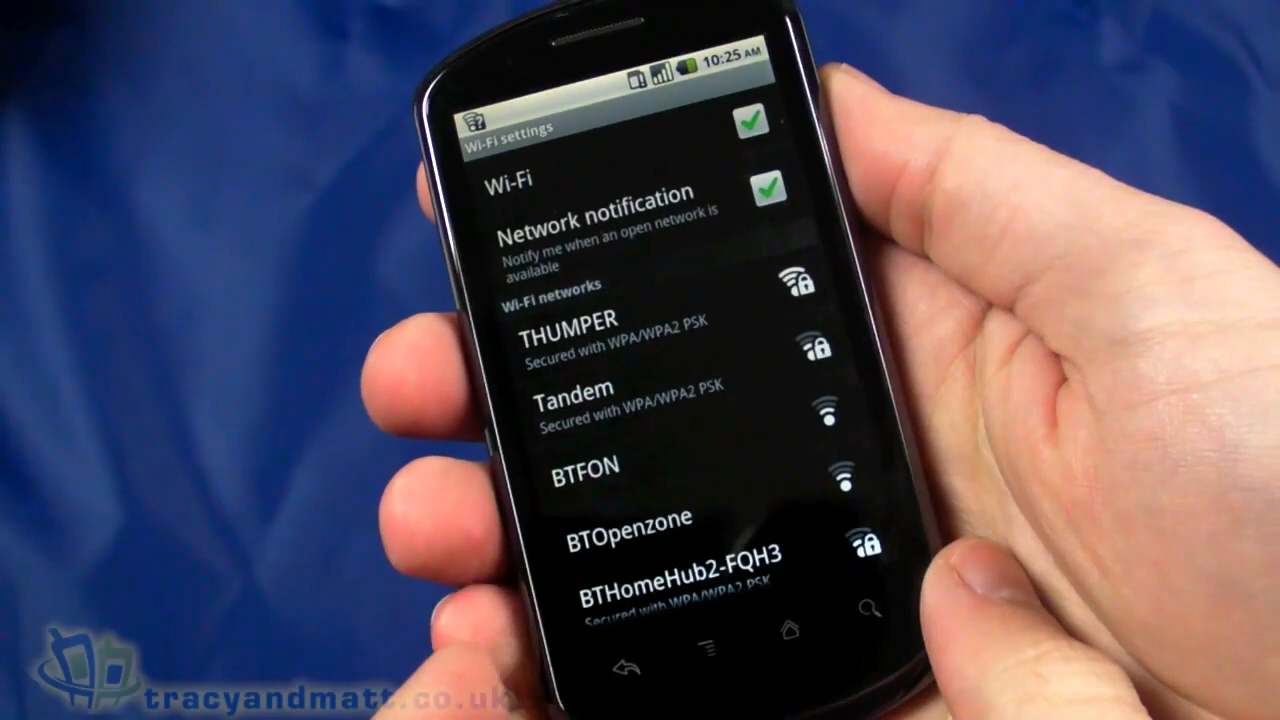 10:25 AM
Wi-Fi settings
Wi-Fi
Network notification
Notify me when an open network is
available
Wi-Fi networks
THUMPER
Secured with WPA/WPA2 PSK
Tandem
Secured with WPA/WPA2 PSK
BTFON
BTOpenzone
BTHomeHub2-FQH3
Secured with WPA/WPA2 PSK
tracyandmatt.co.uk